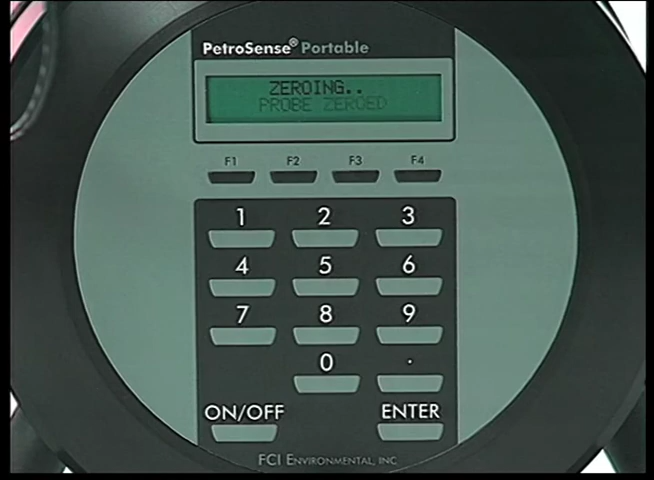 PetroSense® Portable
ZEROING..
PROBE ZEROED
F1 F2 F3 F4
1 2 3
4 5 6
7 8 9
0 .
ON/OFF ENTER
FCI ENVIRONMENTAL, INC